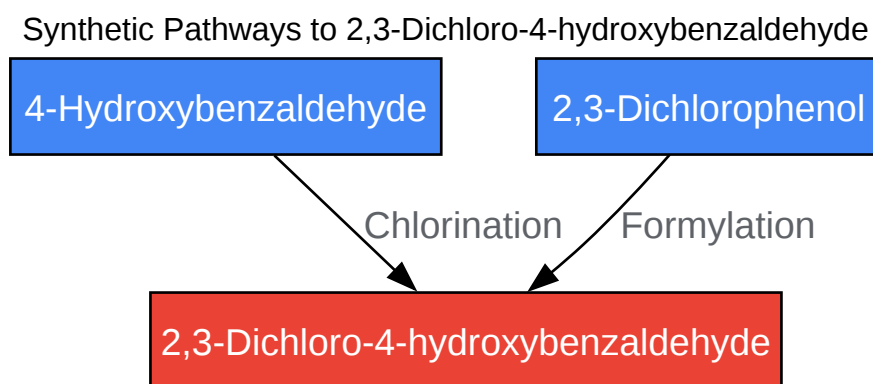 Synthetic Pathways to 2,3-Dichloro-4-hydroxybenzaldehyde
4-Hydroxybenzaldehyde
2,3-Dichlorophenol
Chlorination
Formylation
2,3-Dichloro-4-hydroxybenzaldehyde